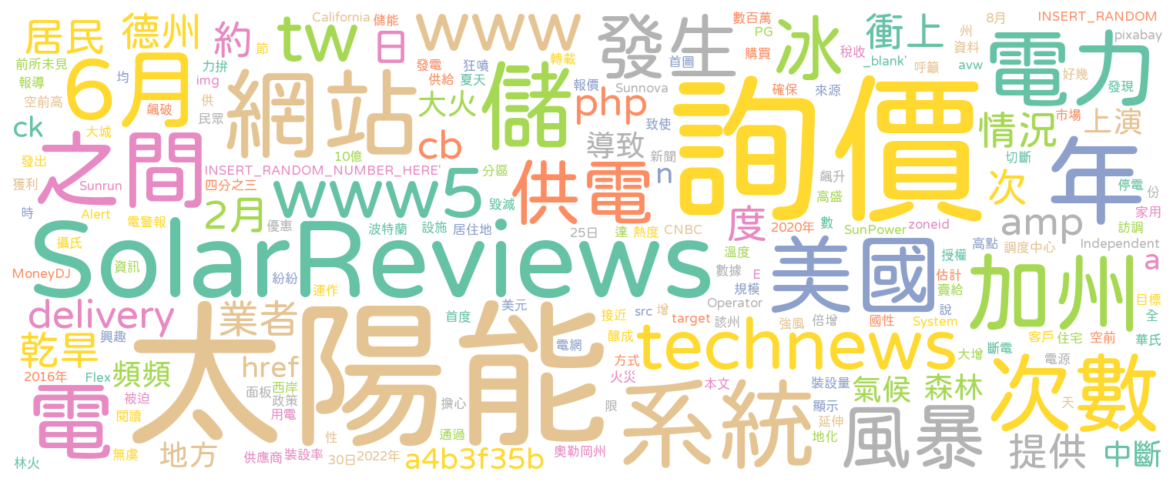 California 儲能
居民 德州 約 tw 日 www 發生 數百萬 PG 冰 衝上 8月 州 INSERT_RANDOM
前所未見 節 轉載 購買 稅收 _blank' 資料 pixabay
報導 均 力拚 img 發電 供給 狂噴 夏天 首圖 呼籲 avw 好幾 發現
6月 網站 儲 報價 Sunnova 確保 來源 電力
空前高 飆破 供 民眾 大火 php 詢價 市場 上演
ck 大城 cb 導致 致使 情況 切斷
之間 10億 分區 新聞 n 飆升 年 停電
發出 INSERT_RANDOM_NUMBER_HERE' 供電 高盛 次 份
獲利 Sunrun 四分之三 www5 毀滅 家用
時 Alert 電警報 2月 優惠 波特蘭 設施 居住地 25日 達 熱度 CNBC 度 2020年 數 SunPower zoneid amp 訪調
攝氏 SolarReviews 溫度 美國 授權 高點 調度中心 Independent
MoneyDJ 資訊 紛紛 數據 E 估計 加州 a
運作 規模 賣給 目標
delivery 業者 太陽能 美元 接近 src 增 Operator 該州 說 全
興趣 首度 target 強風 倍增 國性 System 客戶 住宅 空前 華氏
乾旱 電網 釀成 technews 大增 斷電
2016年 Flex 頻頻 href 西岸 方式 電源 次數
電 被迫 面板 政策 擔心 火災 本文 裝設量 氣候 森林 天
閱讀 用電 限 系統 顯示 延伸
無虞 性 通過 地化 風暴 提供 中斷
林火 地方 供應商 裝設率 30日 2022年 a4b3f35b 奧勒岡州